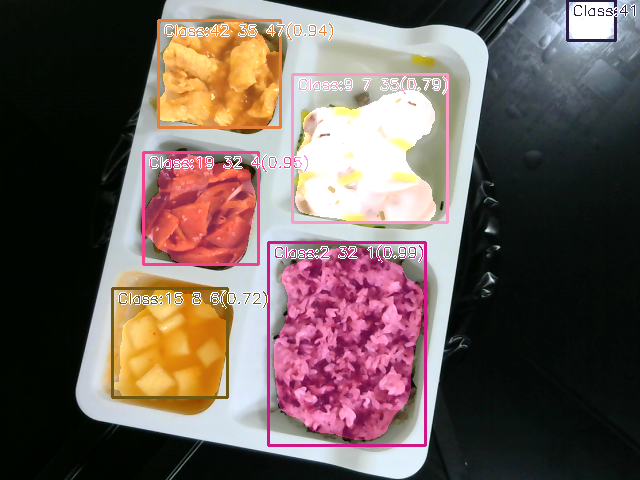 Class:41
Class:42 35 47(0.94)
Class:9 7 35(0.79)
Class:19 32 4(0.95)
Class:2 32 1(0.99)
Class:15 8 6(0.72)